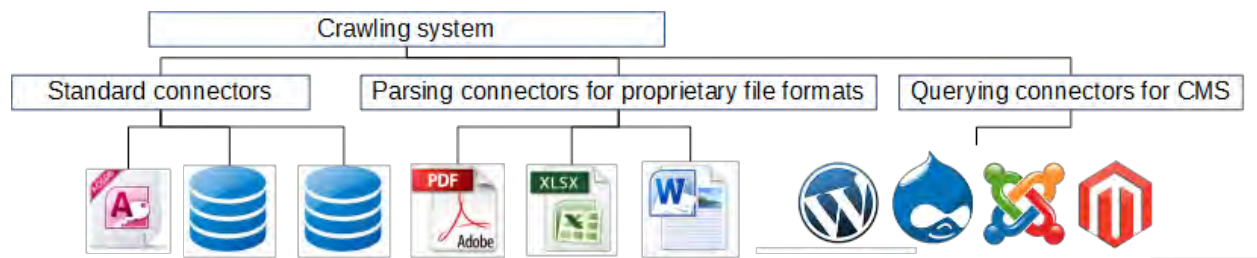 Crawling system
Standard connectors
Parsing connectors for proprietary file formats
Querying connectors for CMS
A
PDF
Adobe
XLSX
X
W
W